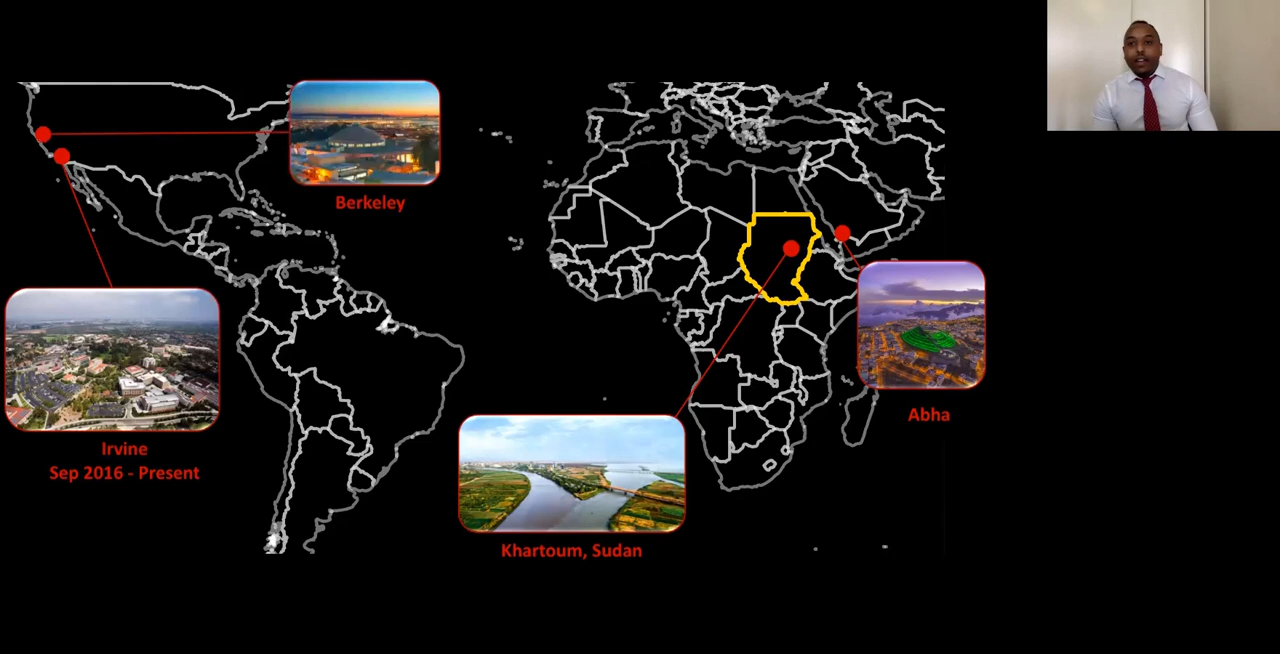 Berkeley
Irvine
Sep 2016 - Present
Khartoum, Sudan
Abha